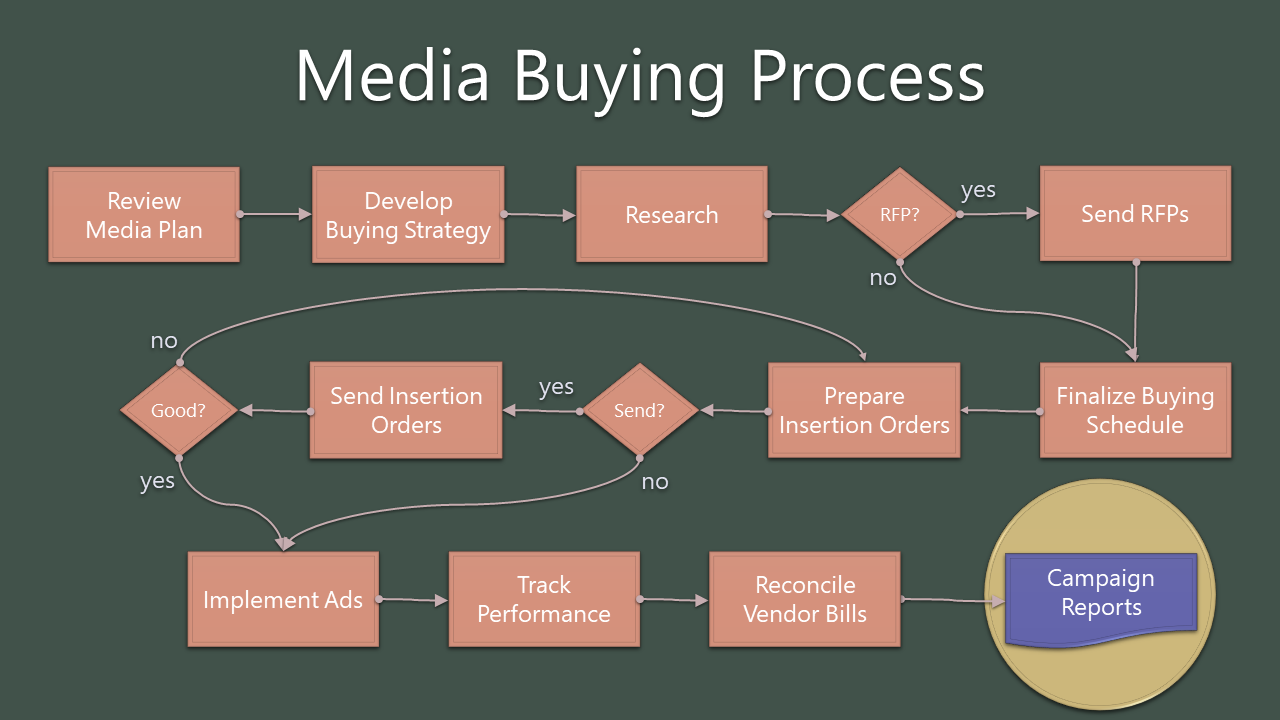 Media Buying Process
Review
Media Plan
Develop
Buying Strategy
Research
RFP?
yes
Send RFPs
no
no
Good?
Send Insertion
Orders
yes
Send?
Prepare
Insertion Orders
Finalize Buying
Schedule
yes
no
Implement Ads
Track
Performance
Reconcile
Vendor Bills
Campaign
Reports